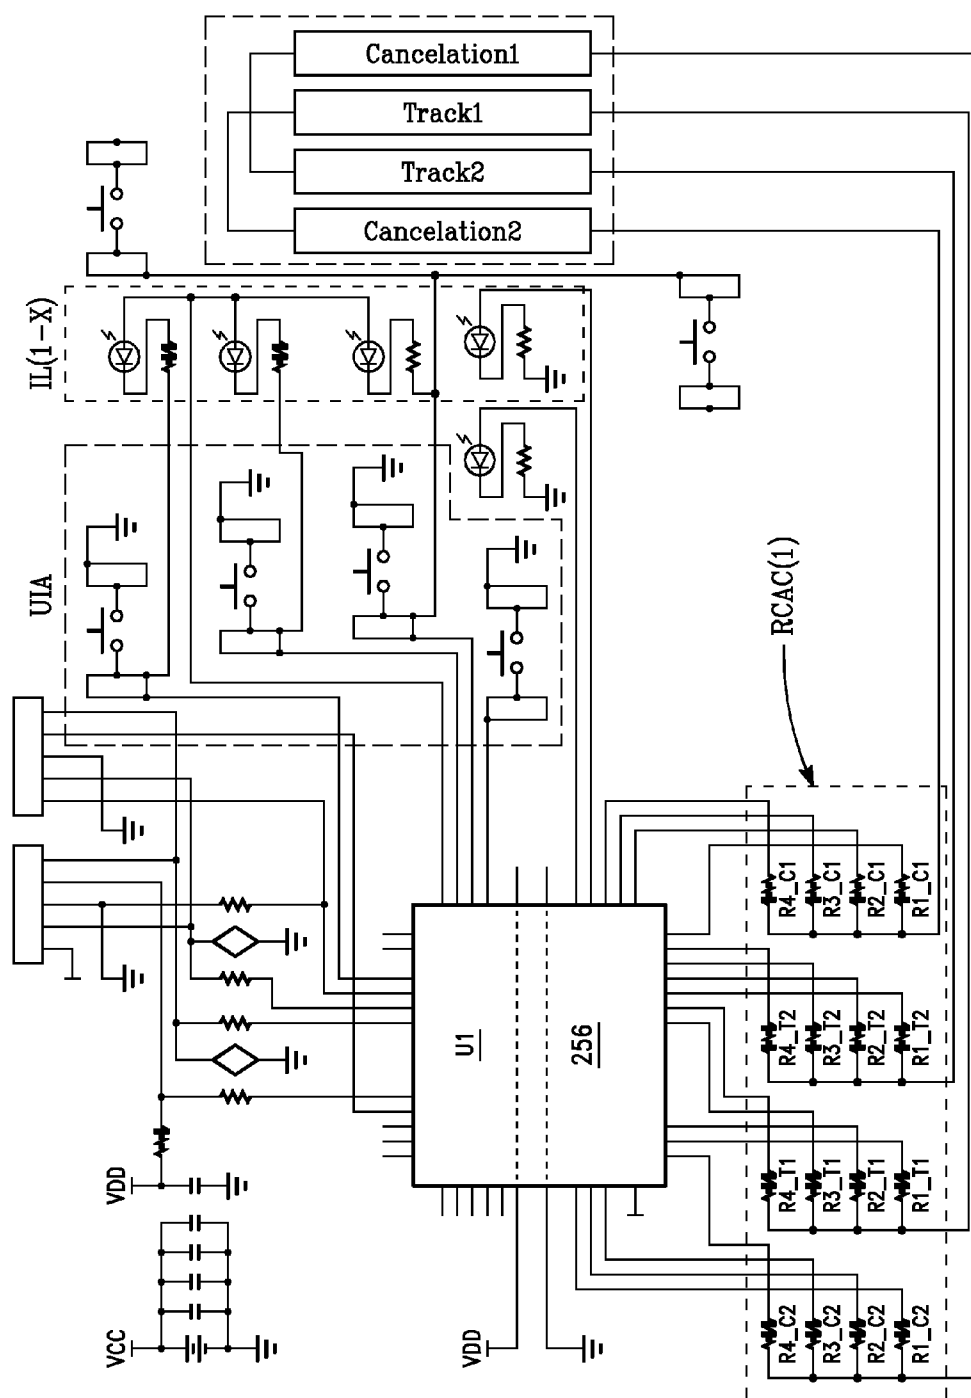 Cancelation1
Track1
Track2
Cancelation2
IL(1-X)
UIA
RCAC(1)
U1
256
R4_C1
R3_C1
R2_C1
R1_C1
R4_T2
R3_T2
R2_T2
R1_T2
R4_T1
R3_T1
R2_T1
R1_T1
R4_C2
R3_C2
R2_C2
R1_C2
VDD
VCC
VDD